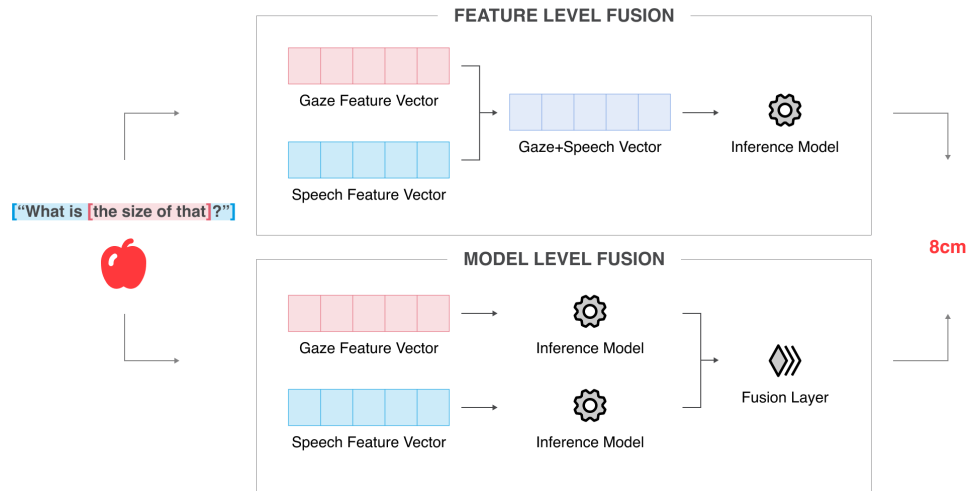 FEATURE LEVEL FUSION
Gaze Feature Vector
Speech Feature Vector
Gaze+Speech Vector
Inference Model
[“What is [the size of that]?”]
8cm
MODEL LEVEL FUSION
Gaze Feature Vector
Inference Model
Speech Feature Vector
Inference Model
Fusion Layer